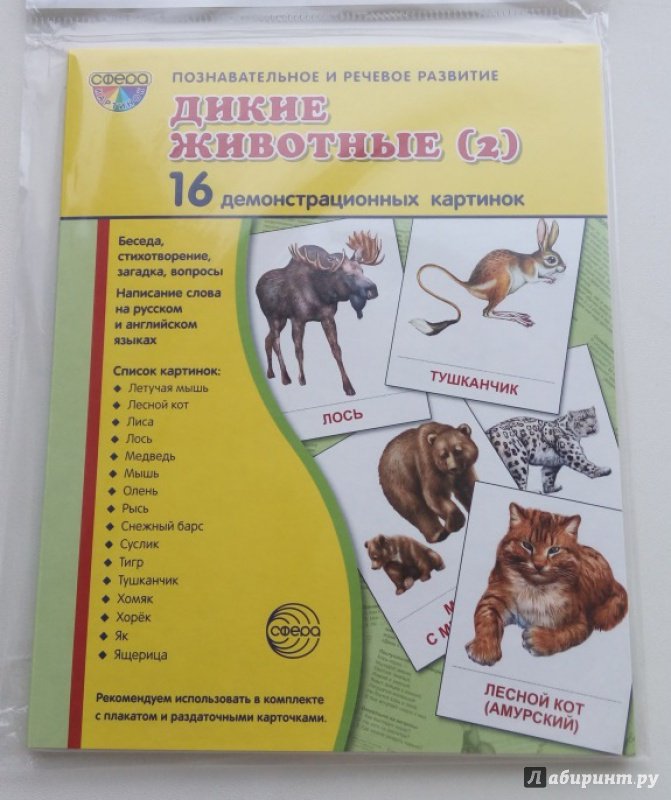 сфера
КАРТИНОК
ПОЗНАВАТЕЛЬНОЕ И РЕЧЕВОЕ РАЗВИТИЕ
ДИКИЕ
ЖИВОТНЫЕ (2)
16 демонстрационных картинок
Беседа,
стихотворение,
загадка, вопросы
Написание слова
на русском
и английском
языках
Список картинок:
◆ Летучая мышь
◆ Лесной кот
◆ Лиса
◆ Лось
◆ Медведь
◆ Мышь
◆ Олень
◆ Рысь
◆ Снежный барс
◆ Суслик
◆ Тигр
◆ Тушканчик
◆ Хомяк
◆ Хорёк
◆ Як
◆ Ящерица
сфера
Рекомендуем использовать в комплекте
с плакатом и раздаточными карточками.
ЛОСЬ
ТУШКАНЧИК
М
С М
ЛЕСНОЙ КОТ
(АМУРСКИЙ)
Лабиринт.ру